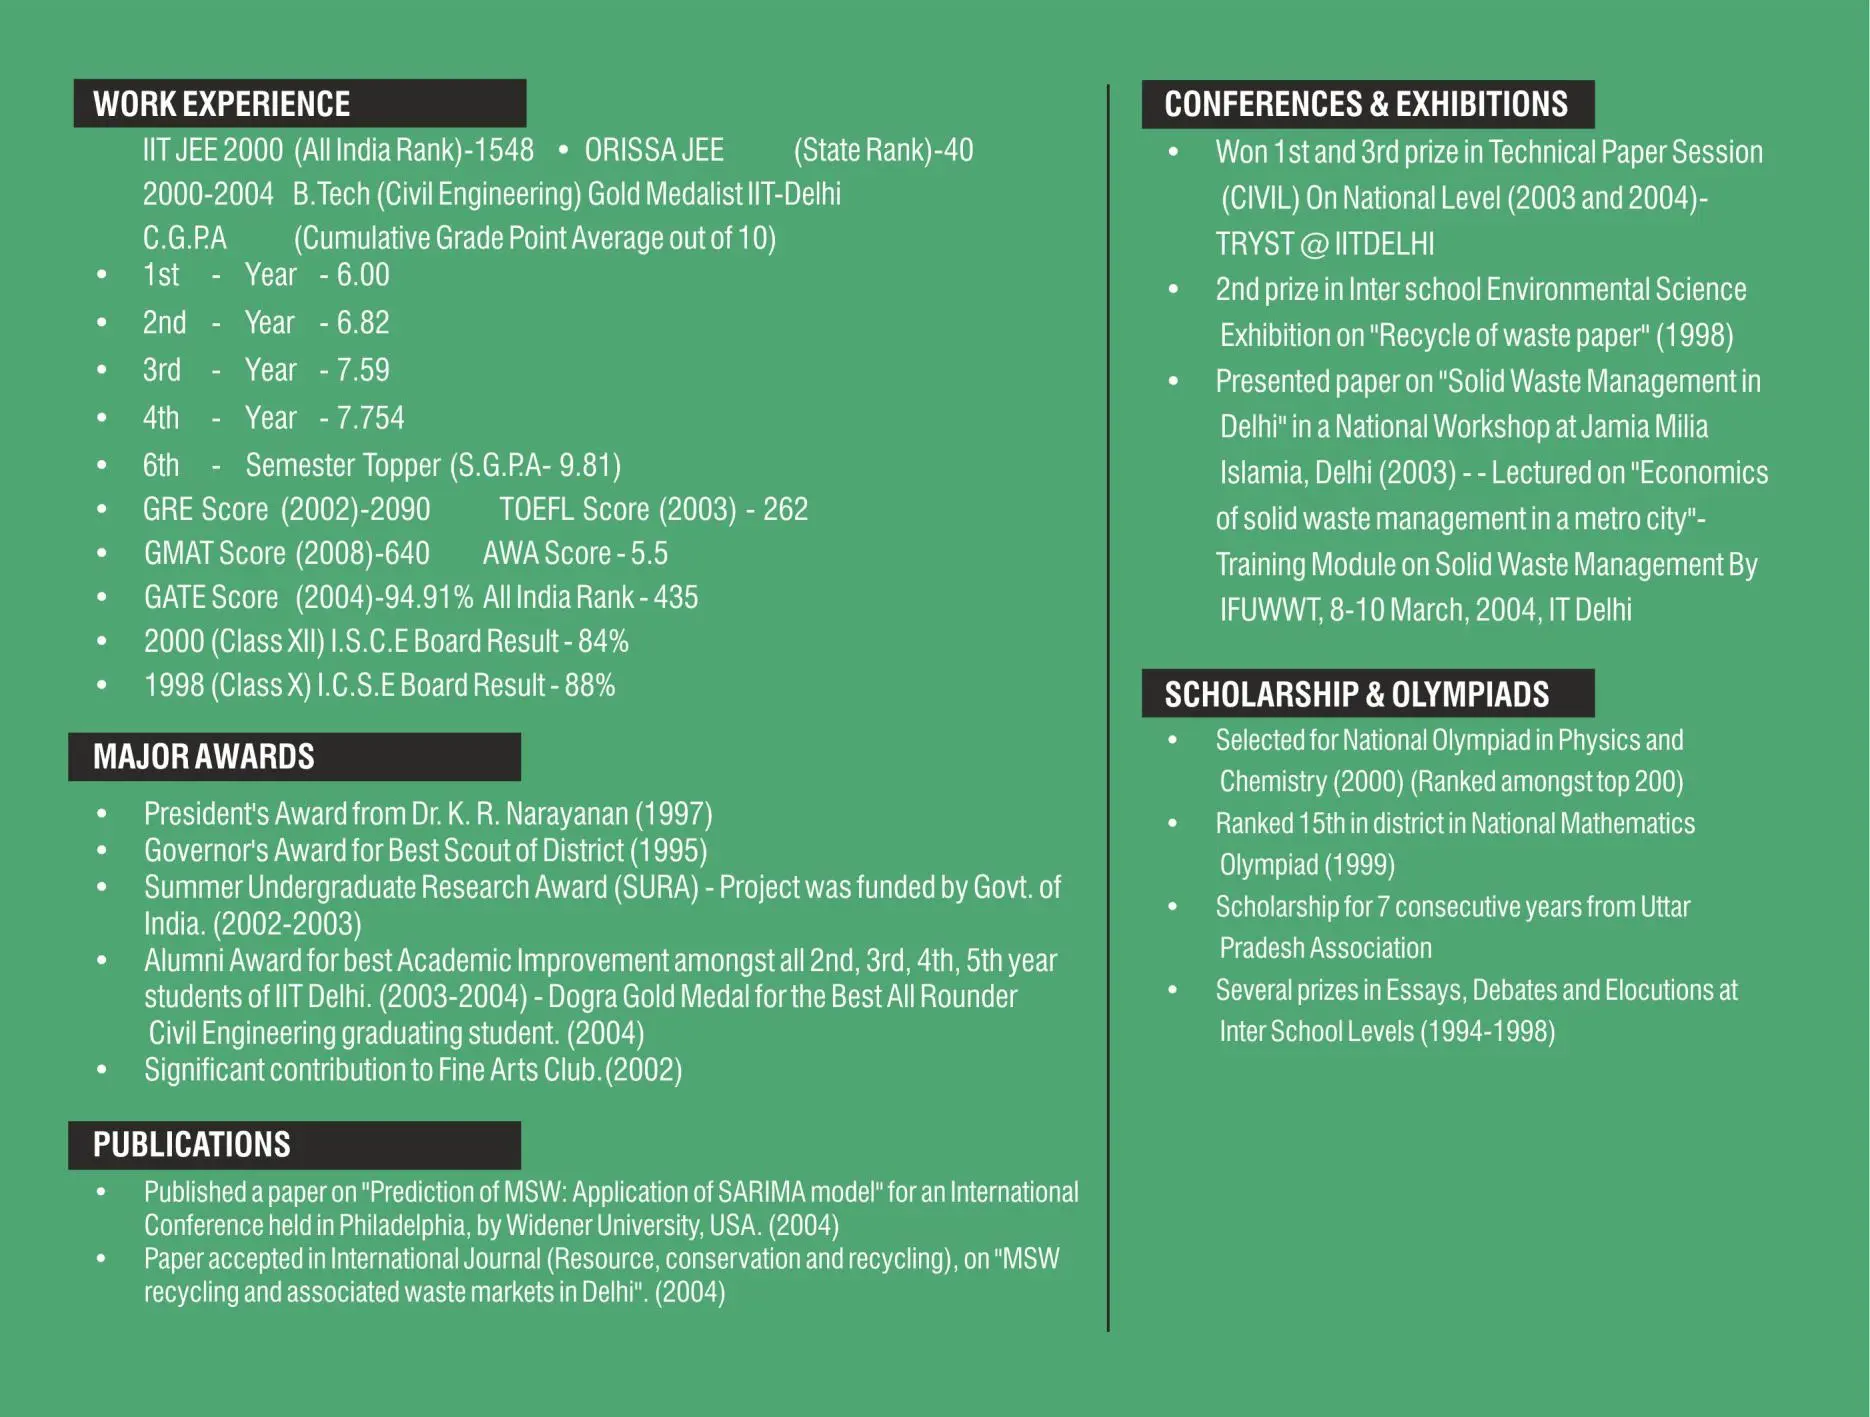 WORK EXPERIENCE
IIT JEE 2000 (All India Rank)-1548 • ORISSA JEE (State Rank)-40
2000-2004 B.Tech (Civil Engineering) Gold Medalist IIT-Delhi
C.G.P.A (Cumulative Grade Point Average out of 10)
• 1st - Year - 6.00
• 2nd - Year - 6.82
• 3rd - Year - 7.59
• 4th - Year - 7.754
• 6th - Semester Topper (S.G.P.A- 9.81)
• GRE Score (2002)-2090 TOEFL Score (2003) - 262
• GMAT Score (2008)-640 AWA Score - 5.5
• GATE Score (2004)-94.91% All India Rank - 435
• 2000 (Class XII) I.S.C.E Board Result - 84%
• 1998 (Class X) I.C.S.E Board Result - 88%
MAJOR AWARDS
• President's Award from Dr. K. R. Narayanan (1997)
• Governor's Award for Best Scout of District (1995)
• Summer Undergraduate Research Award (SURA) - Project was funded by Govt. of
India. (2002-2003)
• Alumni Award for best Academic Improvement amongst all 2nd, 3rd, 4th, 5th year
students of IIT Delhi. (2003-2004) - Dogra Gold Medal for the Best All Rounder
Civil Engineering graduating student. (2004)
• Significant contribution to Fine Arts Club.(2002)
PUBLICATIONS
• Published a paper on "Prediction of MSW: Application of SARIMA model" for an International
Conference held in Philadelphia, by Widener University, USA. (2004)
• Paper accepted in International Journal (Resource, conservation and recycling), on "MSW
recycling and associated waste markets in Delhi". (2004)
CONFERENCES & EXHIBITIONS
• Won 1st and 3rd prize in Technical Paper Session
(CIVIL) On National Level (2003 and 2004)-
TRYST @ IITDELHI
• 2nd prize in Inter school Environmental Science
Exhibition on "Recycle of waste paper" (1998)
• Presented paper on "Solid Waste Management in
Delhi" in a National Workshop at Jamia Milia
Islamia, Delhi (2003) - - Lectured on "Economics
of solid waste management in a metro city"-
Training Module on Solid Waste Management By
IFUWWT, 8-10 March, 2004, IT Delhi
SCHOLARSHIP & OLYMPIADS
• Selected for National Olympiad in Physics and
Chemistry (2000) (Ranked amongst top 200)
• Ranked 15th in district in National Mathematics
Olympiad (1999)
• Scholarship for 7 consecutive years from Uttar
Pradesh Association
• Several prizes in Essays, Debates and Elocutions at
Inter School Levels (1994-1998)